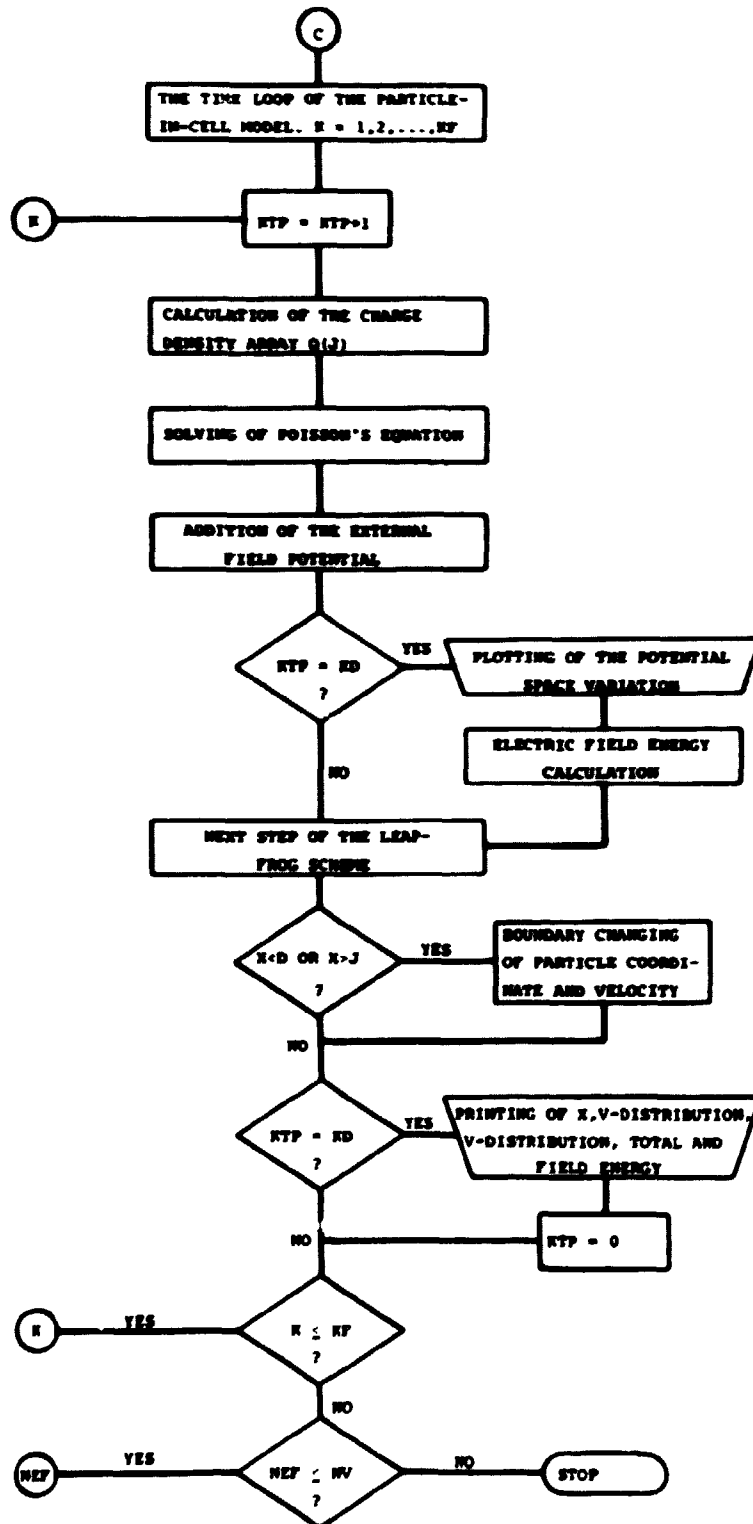 C
THE TIME LOOP OF THE PARTICLE-
IN-CELL MODEL. K = 1,2,...,KF
K
KTP = KTP+1
CALCULATION OF THE CHARGE
DENSITY ARRAY Q(J)
SOLVING OF POISSON'S EQUATION
ADDITION OF THE EXTERNAL
FIELD POTENTIAL
KTP = KD
?
YES
PLOTTING OF THE POTENTIAL
SPACE VARIATION
ELECTRIC FIELD ENERGY
CALCULATION
NO
NEXT STEP OF THE LEAP-
FROG SCHEME
X<D OR X>J
?
YES
BOUNDARY CHANGING
OF PARTICLE COORDI-
NATE AND VELOCITY
NO
KTP = KD
?
YES
PRINTING OF X,V-DISTRIBUTION,
V-DISTRIBUTION, TOTAL AND
FIELD ENERGY
NO
KTP = 0
K
YES
K ≤ KF
?
NO
NEF
YES
NEF ≤ NV
?
NO
STOP